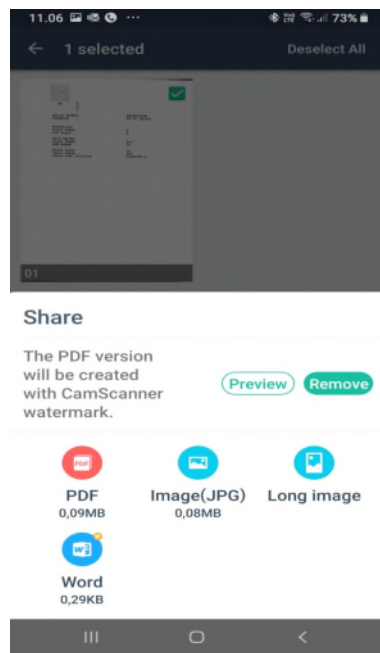 11.06
73%
1 selected
Deselect All
01
Share
The PDF version
will be created
with CamScanner
watermark.
Preview
Remove
PDF
PDF
0,09MB
Image(JPG)
0,08MB
Long image
W
Word
0,29KB